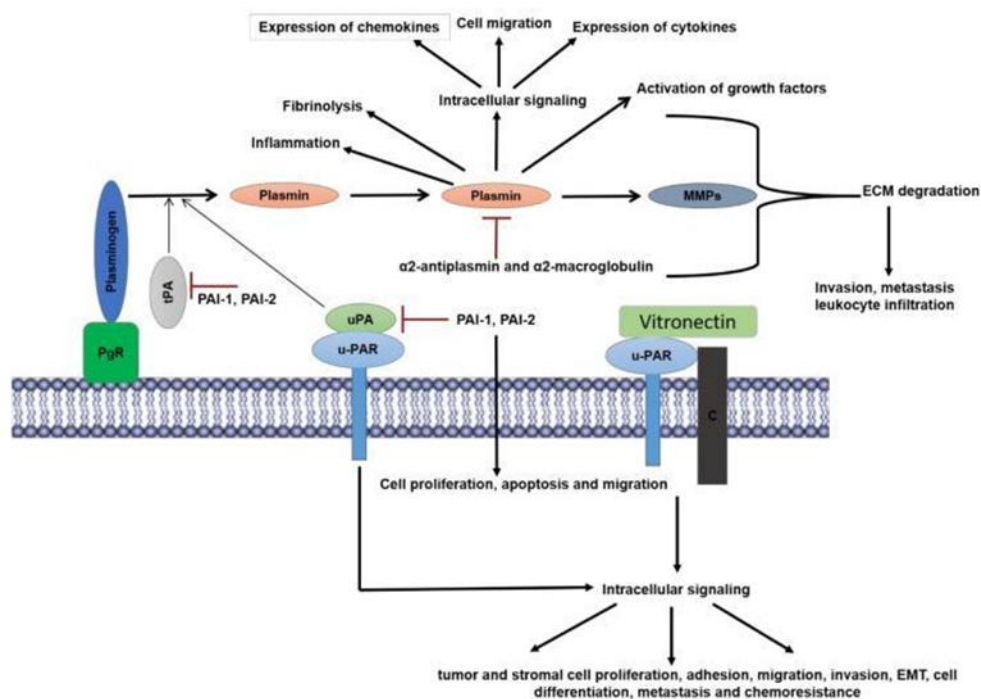 Expression of chemokines
Cell migration
Expression of cytokines
Fibrinolysis
Intracellular signaling
Activation of growth factors
Inflammation
Plasminogen
Plasmin
Plasmin
MMPs
ECM degradation
α2-antiplasmin and α2-macroglobulin
Invasion, metastasis
leukocyte infiltration
tPA
PAI-1, PAI-2
uPA
PAI-1, PAI-2
Vitronectin
PgR
u-PAR
u-PAR
C
Cell proliferation, apoptosis and migration
Intracellular signaling
tumor and stromal cell proliferation, adhesion, migration, invasion, EMT, cell
differentiation, metastasis and chemoresistance